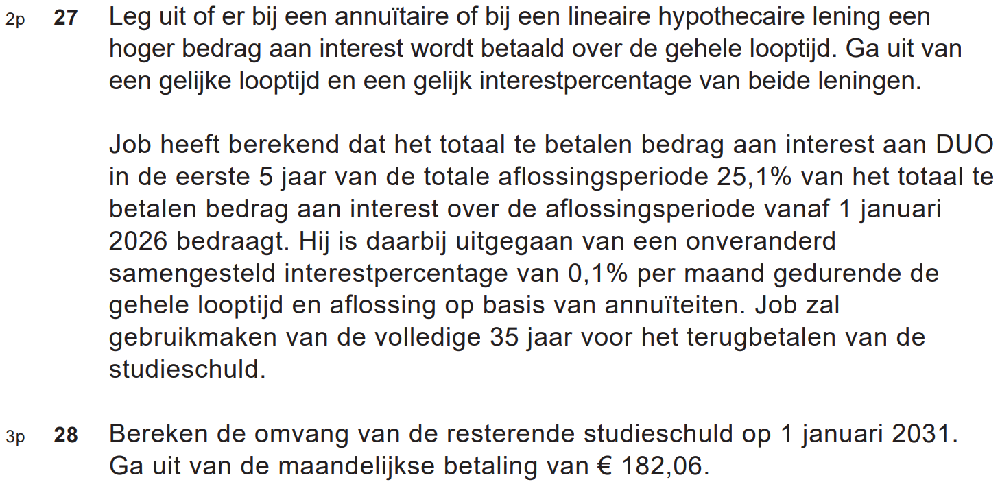 2p 27 Leg uit of er bij een annuïtaire of bij een lineaire hypothecaire lening een
hoger bedrag aan interest wordt betaald over de gehele looptijd. Ga uit van
een gelijke looptijd en een gelijk interestpercentage van beide leningen.
Job heeft berekend dat het totaal te betalen bedrag aan interest aan DUO
in de eerste 5 jaar van de totale aflossingsperiode 25,1% van het totaal te
betalen bedrag aan interest over de aflossingsperiode vanaf 1 januari
2026 bedraagt. Hij is daarbij uitgegaan van een onveranderd
samengesteld interestpercentage van 0,1% per maand gedurende de
gehele looptijd en aflossing op basis van annuïteiten. Job zal
gebruikmaken van de volledige 35 jaar voor het terugbetalen van de
studieschuld.
3p 28 Bereken de omvang van de resterende studieschuld op 1 januari 2031.
Ga uit van de maandelijkse betaling van € 182,06.